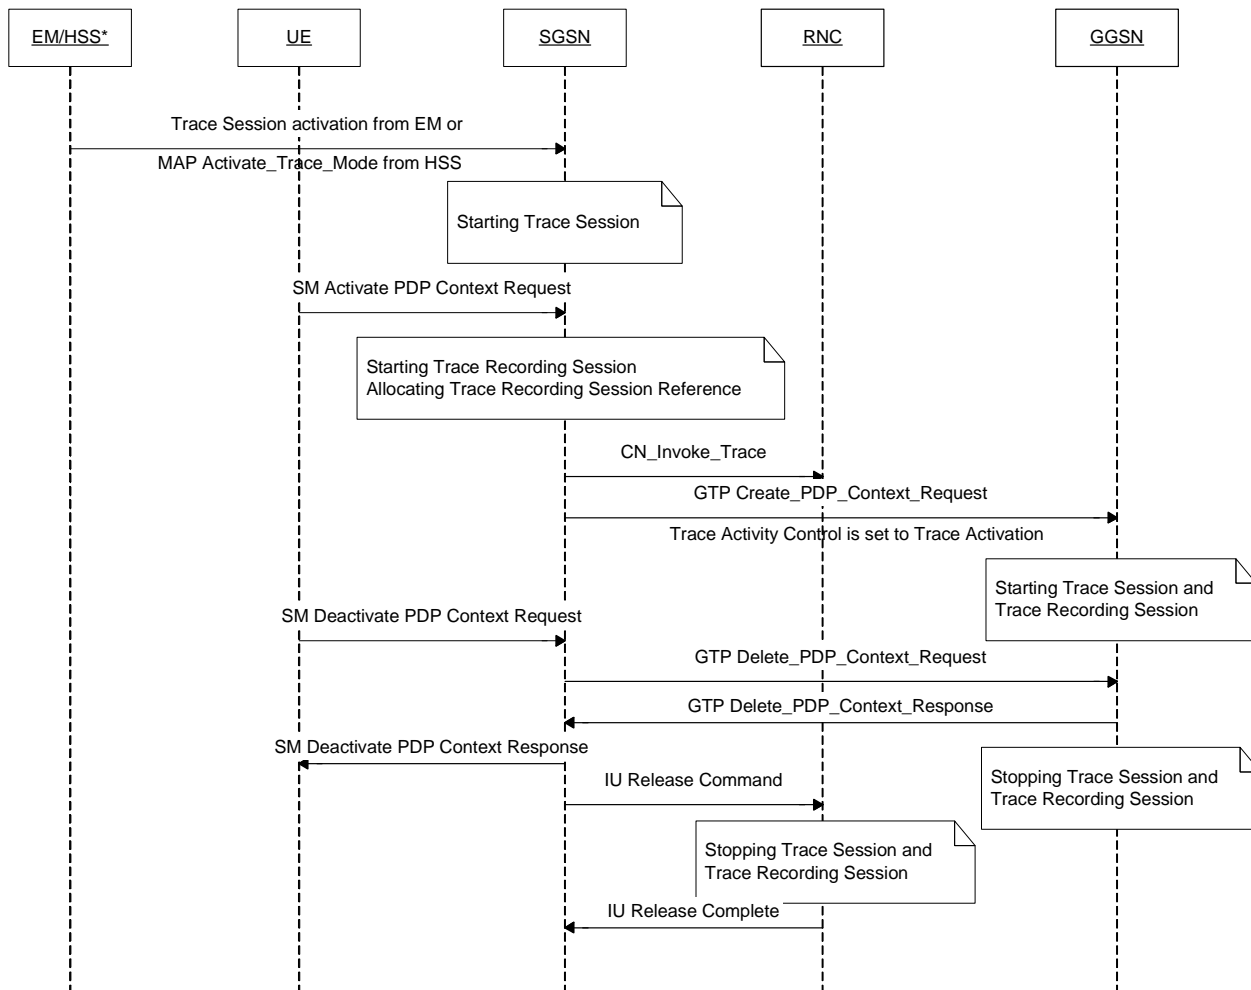 EM/HSS*
UE
SGSN
RNC
GGSN
Trace Session activation from EM or
MAP Activate_Trace_Mode from HSS
Starting Trace Session
SM Activate PDP Context Request
Starting Trace Recording Session
Allocating Trace Recording Session Reference
CN_Invoke_Trace
GTP Create_PDP_Context_Request
Trace Activity Control is set to Trace Activation
Starting Trace Session and
Trace Recording Session
SM Deactivate PDP Context Request
GTP Delete_PDP_Context_Request
GTP Delete_PDP_Context_Response
SM Deactivate PDP Context Response
Stopping Trace Session and
Trace Recording Session
IU Release Command
Stopping Trace Session and
Trace Recording Session
IU Release Complete